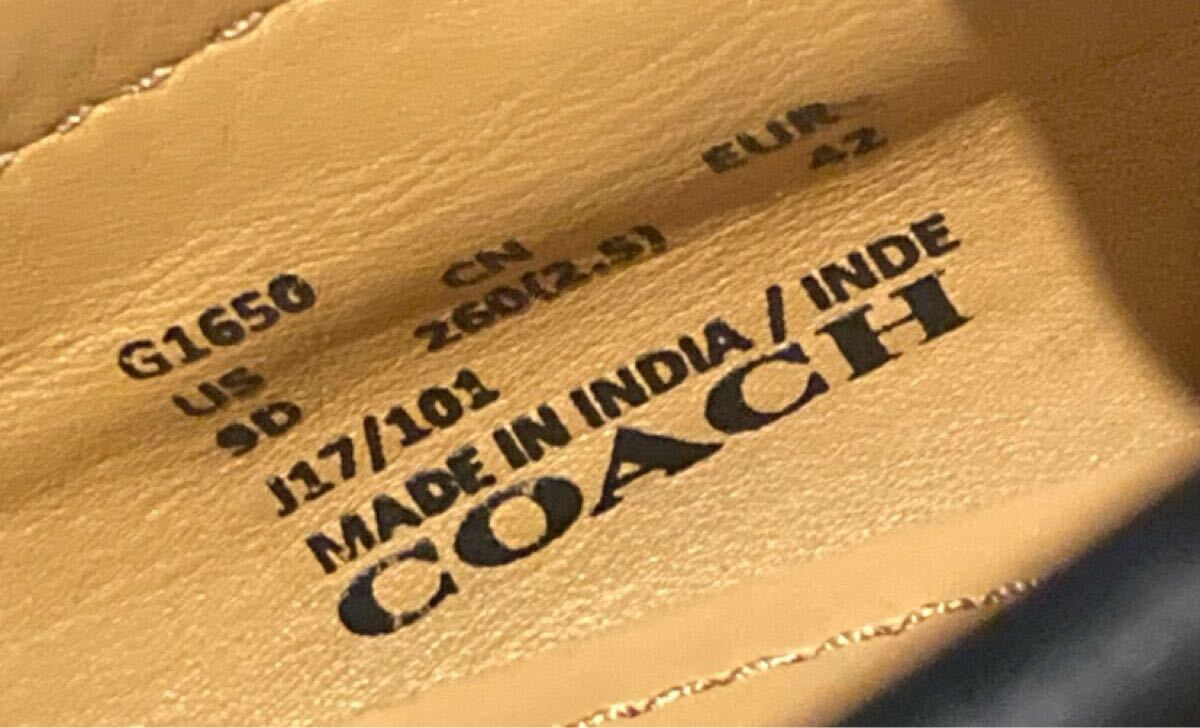 G1650
US CN EUR
9D 260(2.5) 42
J17/101
MADE IN INDIA / INDE
COACH